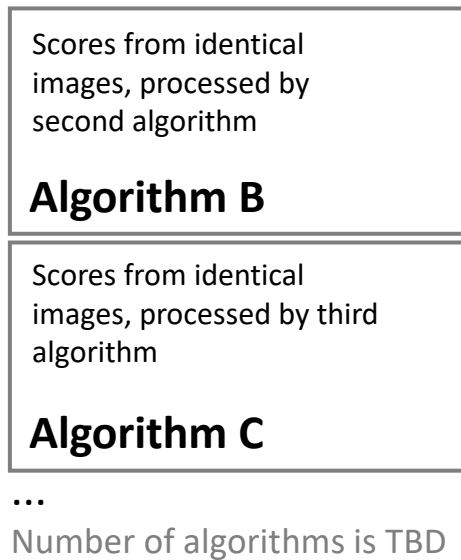 Scores from identical
images, processed by
second algorithm
Algorithm B
Scores from identical
images, processed by third
algorithm
Algorithm C
...
Number of algorithms is TBD